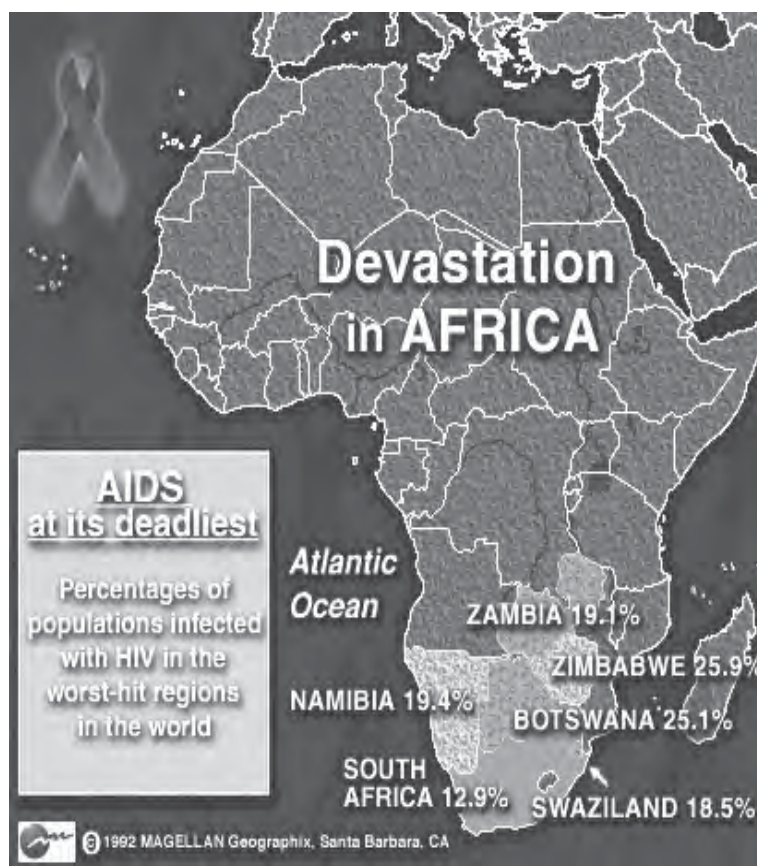 Devastation
in AFRICA
AIDS
at its deadliest
Percentages of
populations infected
with HIV in the
worst-hit regions
in the world
Atlantic
Ocean
ZAMBIA 19.1%
ZIMBABWE 25.9%
NAMIBIA 19.4%
BOTSWANA 25.1%
SOUTH
AFRICA 12.9%
SWAZILAND 18.5%
© 1992 MAGELLAN Geographix, Santa Barbara, CA